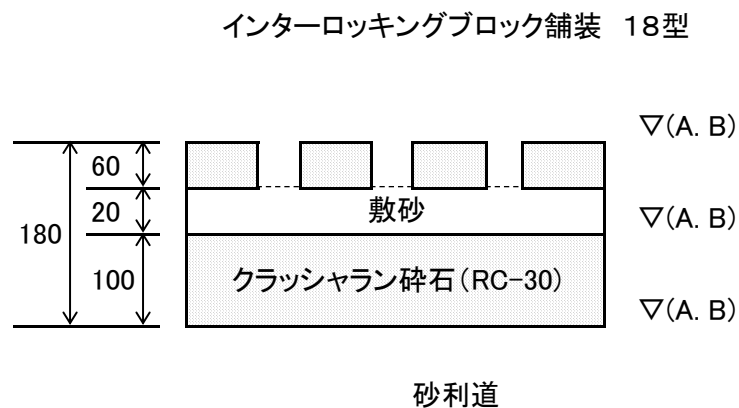 インターロッキングブロック舗装　１８型
▽(A. B)
60
20
敷砂
▽(A. B)
180
100
クラッシャラン砕石（RC-30）
▽(A. B)
砂利道